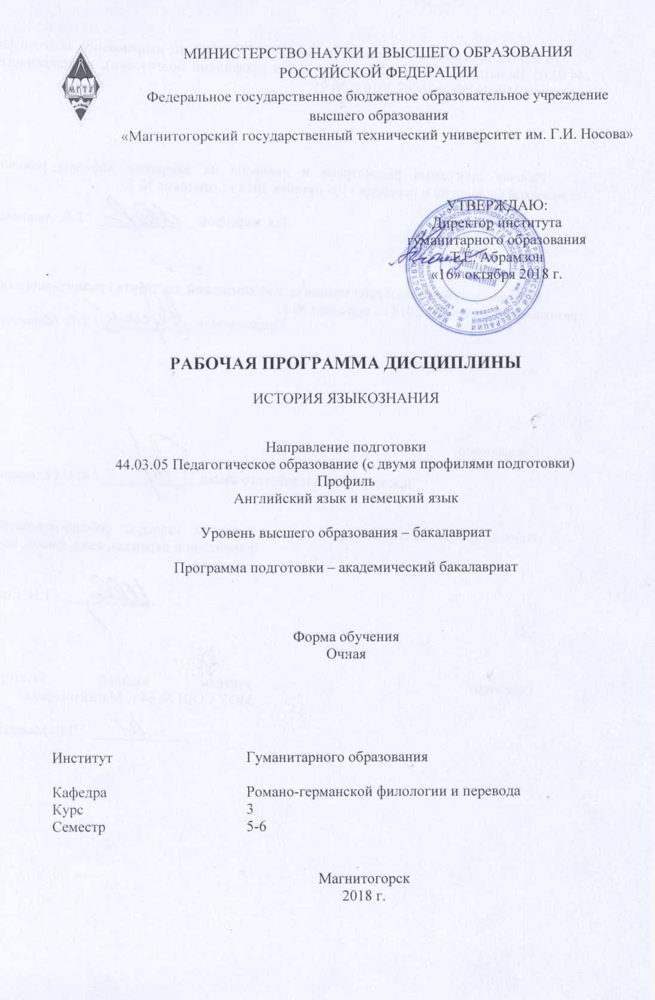 МИНИСТЕРСТВО НАУКИ И ВЫСШЕГО ОБРАЗОВАНИЯ
РОССИЙСКОЙ ФЕДЕРАЦИИ
Федеральное государственное бюджетное образовательное учреждение
высшего образования
«Магнитогорский государственный технический университет им. Г.И. Носова»
МГТУ
УТВЕРЖДАЮ:
Директор института
гуманитарного образования
Т.Е. Абрамзон
«16» октября 2018 г.
РАБОЧАЯ ПРОГРАММА ДИСЦИПЛИНЫ
ИСТОРИЯ ЯЗЫКОЗНАНИЯ
Направление подготовки
44.03.05 Педагогическое образование (с двумя профилями подготовки)
Профиль
Английский язык и немецкий язык
Уровень высшего образования – бакалавриат
Программа подготовки – академический бакалавриат
Форма обучения
Очная
Институт Гуманитарного образования
Кафедра Романо-германской филологии и перевода
Курс 3
Семестр 5-6
Магнитогорск
2018 г.